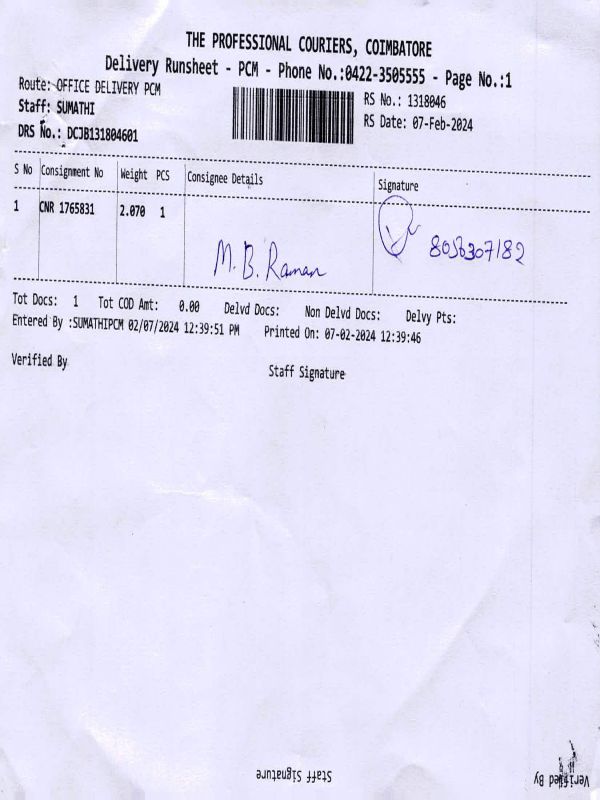 THE PROFESSIONAL COURIERS, COIMBATORE
Delivery Runsheet - PCM - Phone No.:0422-3505555 - Page No.:1
Route: OFFICE DELIVERY PCM
Staff: SUMATHI
DRS No.: DCJB131804601
RS No.: 1318046
RS Date: 07-Feb-2024
S No Consignment No Weight PCS Consignee Details Signature
1 CNR 1765831 2.070 1
M. B. Raman 8056307182
Tot Docs: 1 Tot COD Amt: 0.00 Delvd Docs: Non Delvd Docs: Delvy Pts:
Entered By :SUMATHIPCM 02/07/2024 12:39:51 PM Printed On: 07-02-2024 12:39:46
Verified By Staff Signature
Staff Signature Verified By